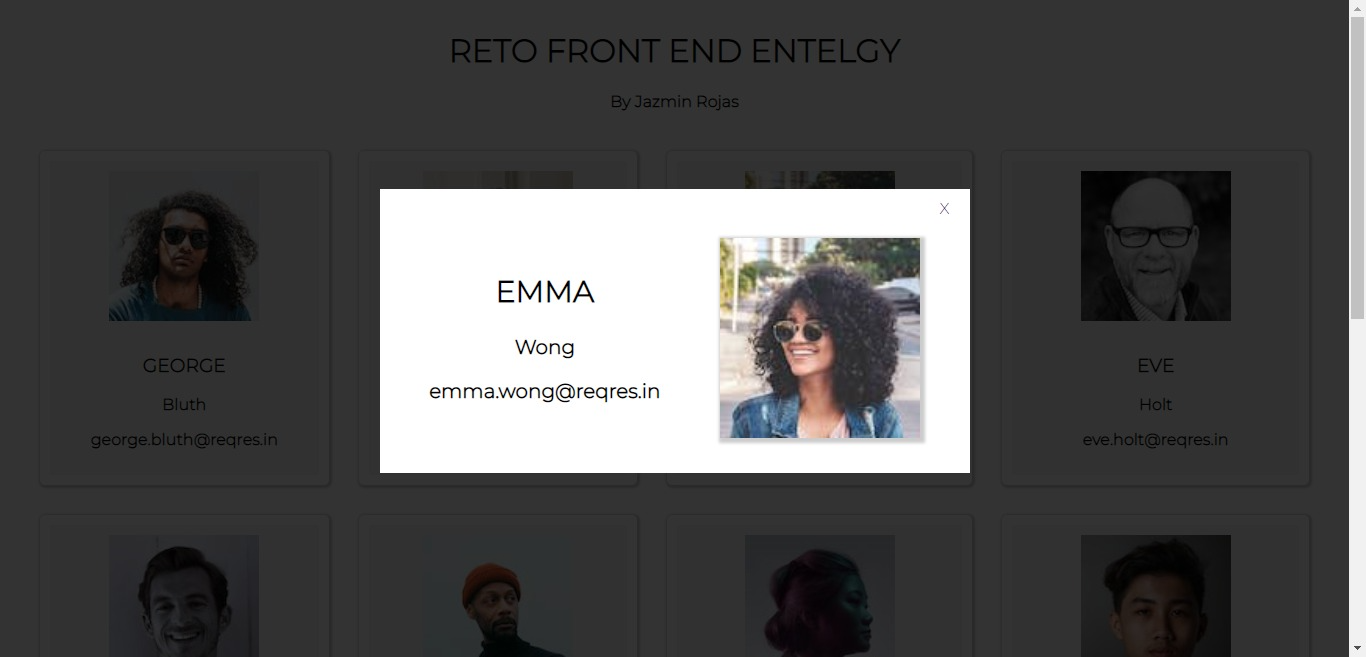 RETO FRONT END ENTELGY
By Jazmin Rojas
GEORGE
Bluth
george.bluth@reqres.in
X
EMMA
Wong
emma.wong@reqres.in
EVE
Holt
eve.holt@reqres.in